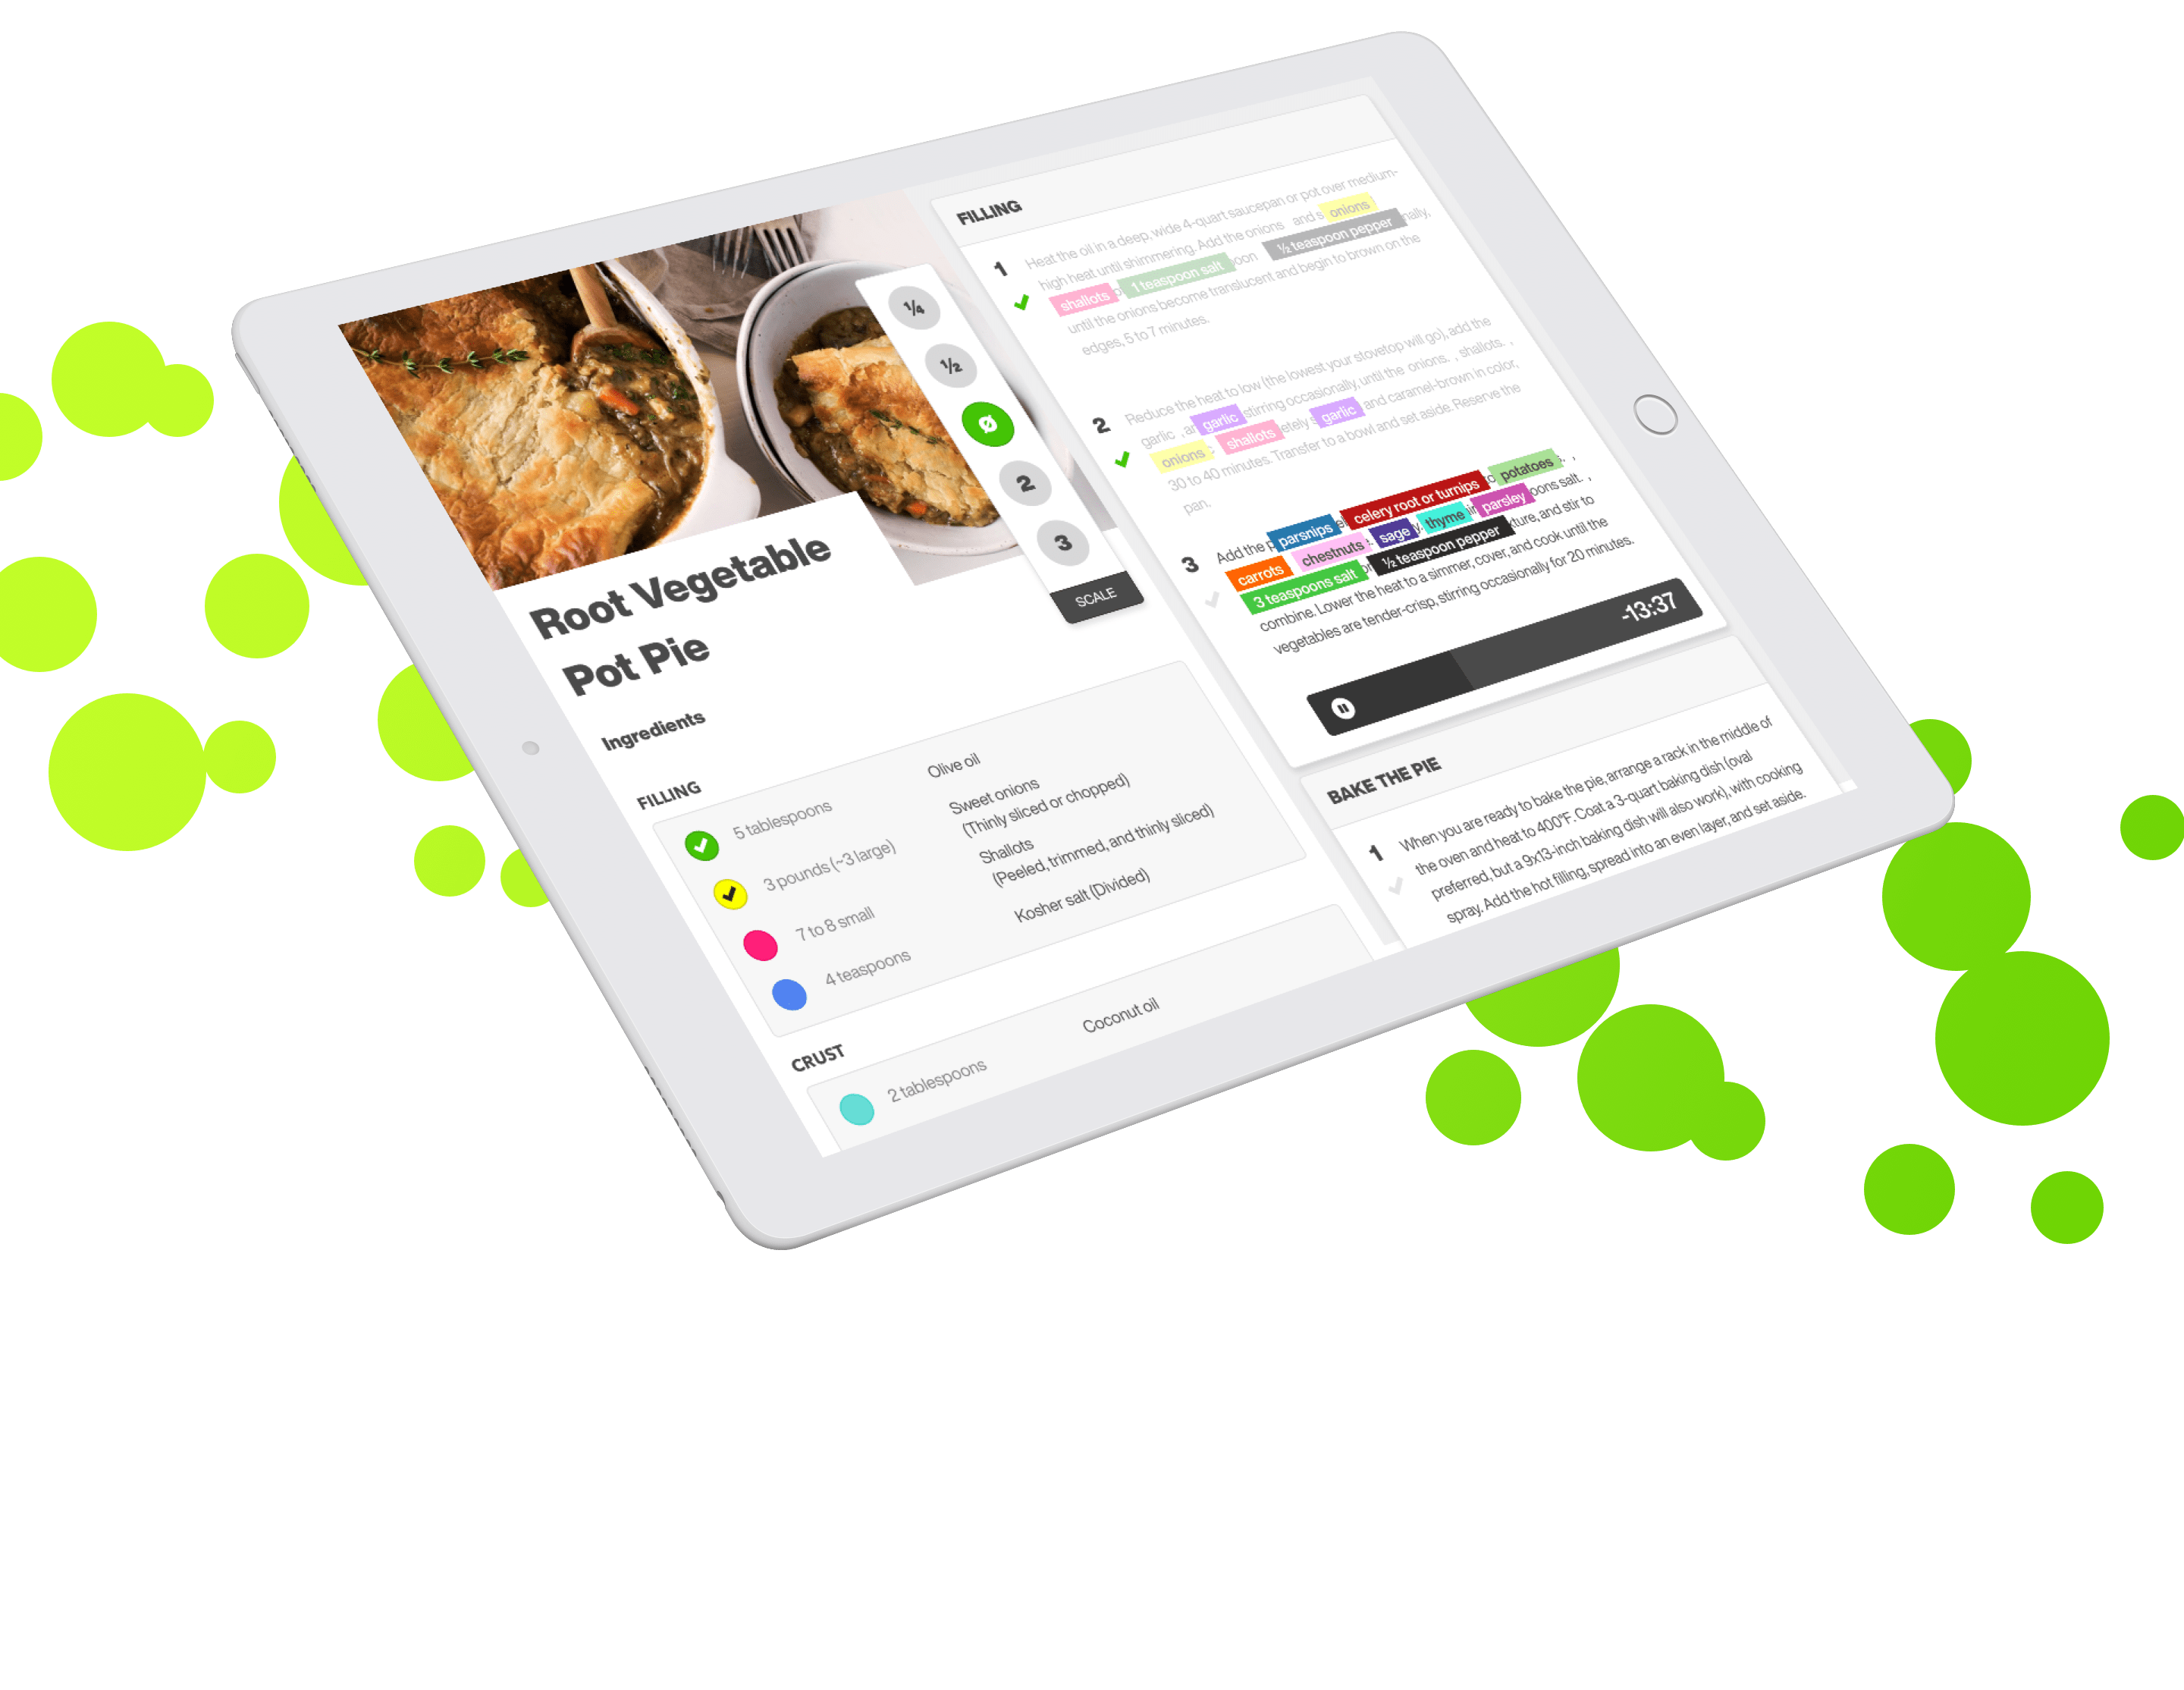 Root Vegetable
Pot Pie
Ingredients
FILLING
5 tablespoons Olive oil
3 pounds (~3 large) Sweet onions
(Thinly sliced or chopped)
7 to 8 small Shallots
(Peeled, trimmed, and thinly sliced)
4 teaspoons Kosher salt (Divided)
CRUST
2 tablespoons Coconut oil
¼
½
Ø
2
3
SCALE
FILLING
1
Heat the oil in a deep, wide 4-quart saucepan or pot over medium-
high heat until shimmering. Add the onions and onions
shallots 1 teaspoon salt ½ teaspoon pepper
until the onions become translucent and begin to brown on the
edges, 5 to 7 minutes.
2
Reduce the heat to low (the lowest your stovetop will go), add the
garlic , garlic stirring occasionally, until the onions. , shallots. ,
onions shallots garlic and caramel-brown in color,
30 to 40 minutes. Transfer to a bowl and set aside. Reserve the
pan.
3
Add the parsnips celery root or turnips potatoes
carrots chestnuts sage thyme parsley salt. ,
3 teaspoons salt ½ teaspoon pepper and stir to
combine. Lower the heat to a simmer, cover, and cook until the
vegetables are tender-crisp, stirring occasionally for 20 minutes.
-13:37
BAKE THE PIE
1
When you are ready to bake the pie, arrange a rack in the middle of
the oven and heat to 400°F. Coat a 3-quart baking dish (oval
preferred, but a 9x13-inch baking dish will also work), with cooking
spray. Add the hot filling, spread into an even layer, and set aside.